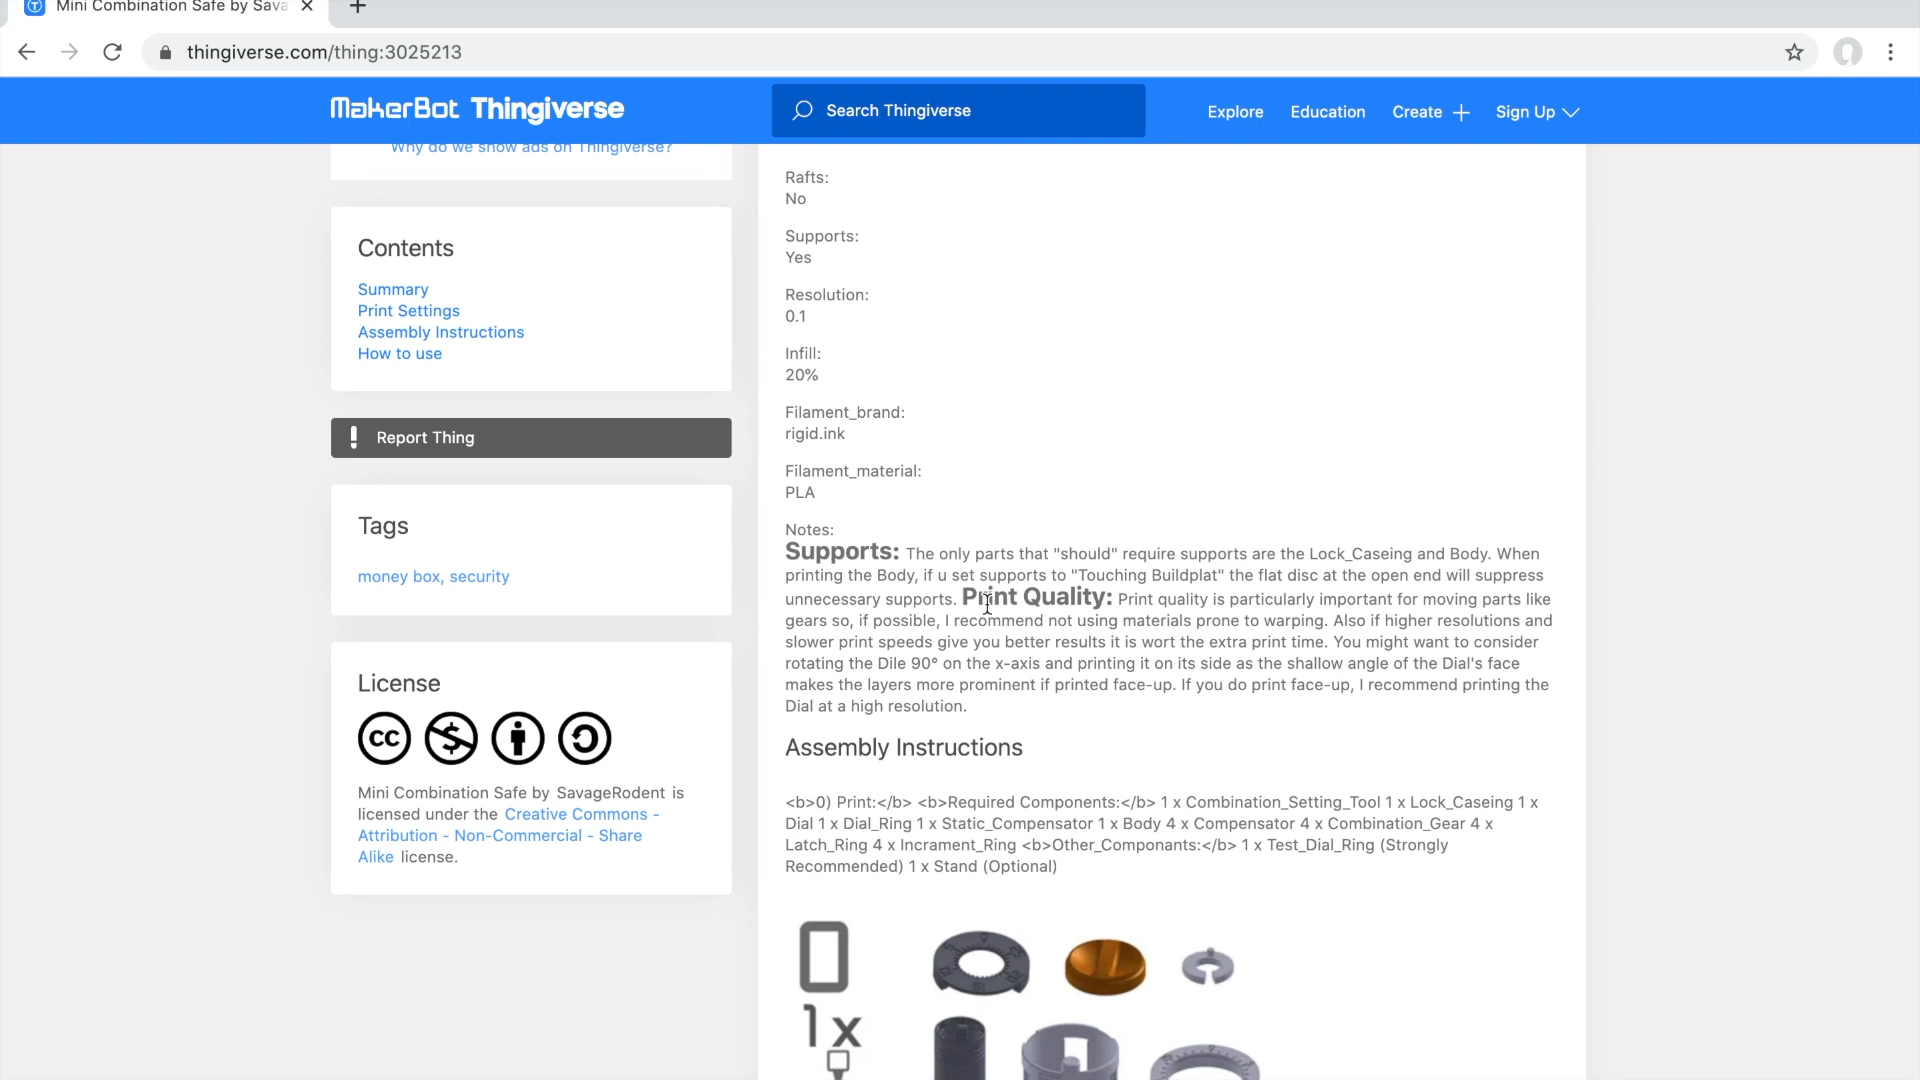 Mini Combination Safe by Sava
thingiverse.com/thing:3025213
MakerBot Thingiverse
Search Thingiverse
Explore
Education
Create
Sign Up
Why do we show ads on Thingiverse?
Contents
Summary
Print Settings
Assembly Instructions
How to use
Report Thing
Tags
money box, security
License
cc
Mini Combination Safe by SavageRodent is
licensed under the Creative Commons -
Attribution - Non-Commercial - Share
Alike license.
Rafts:
No
Supports:
Yes
Resolution:
0.1
Infill:
20%
Filament_brand:
rigid.ink
Filament_material:
PLA
Notes:
Supports: The only parts that "should" require supports are the Lock_Caseing and Body. When
printing the Body, if u set supports to "Touching Buildplat" the flat disc at the open end will suppress
unnecessary supports. Print Quality: Print quality is particularly important for moving parts like
gears so, if possible, I recommend not using materials prone to warping. Also if higher resolutions and
slower print speeds give you better results it is wort the extra print time. You might want to consider
rotating the Dile 90° on the x-axis and printing it on its side as the shallow angle of the Dial's face
makes the layers more prominent if printed face-up. If you do print face-up, I recommend printing the
Dial at a high resolution.
Assembly Instructions
<b>0) Print:</b> <b>Required Components:</b> 1 x Combination_Setting_Tool 1 x Lock_Caseing 1 x
Dial 1 x Dial_Ring 1 x Static_Compensator 1 x Body 4 x Compensator 4 x Combination_Gear 4 x
Latch_Ring 4 x Incrament_Ring <b>Other_Componants:</b> 1 x Test_Dial_Ring (Strongly
Recommended) 1 x Stand (Optional)
1x